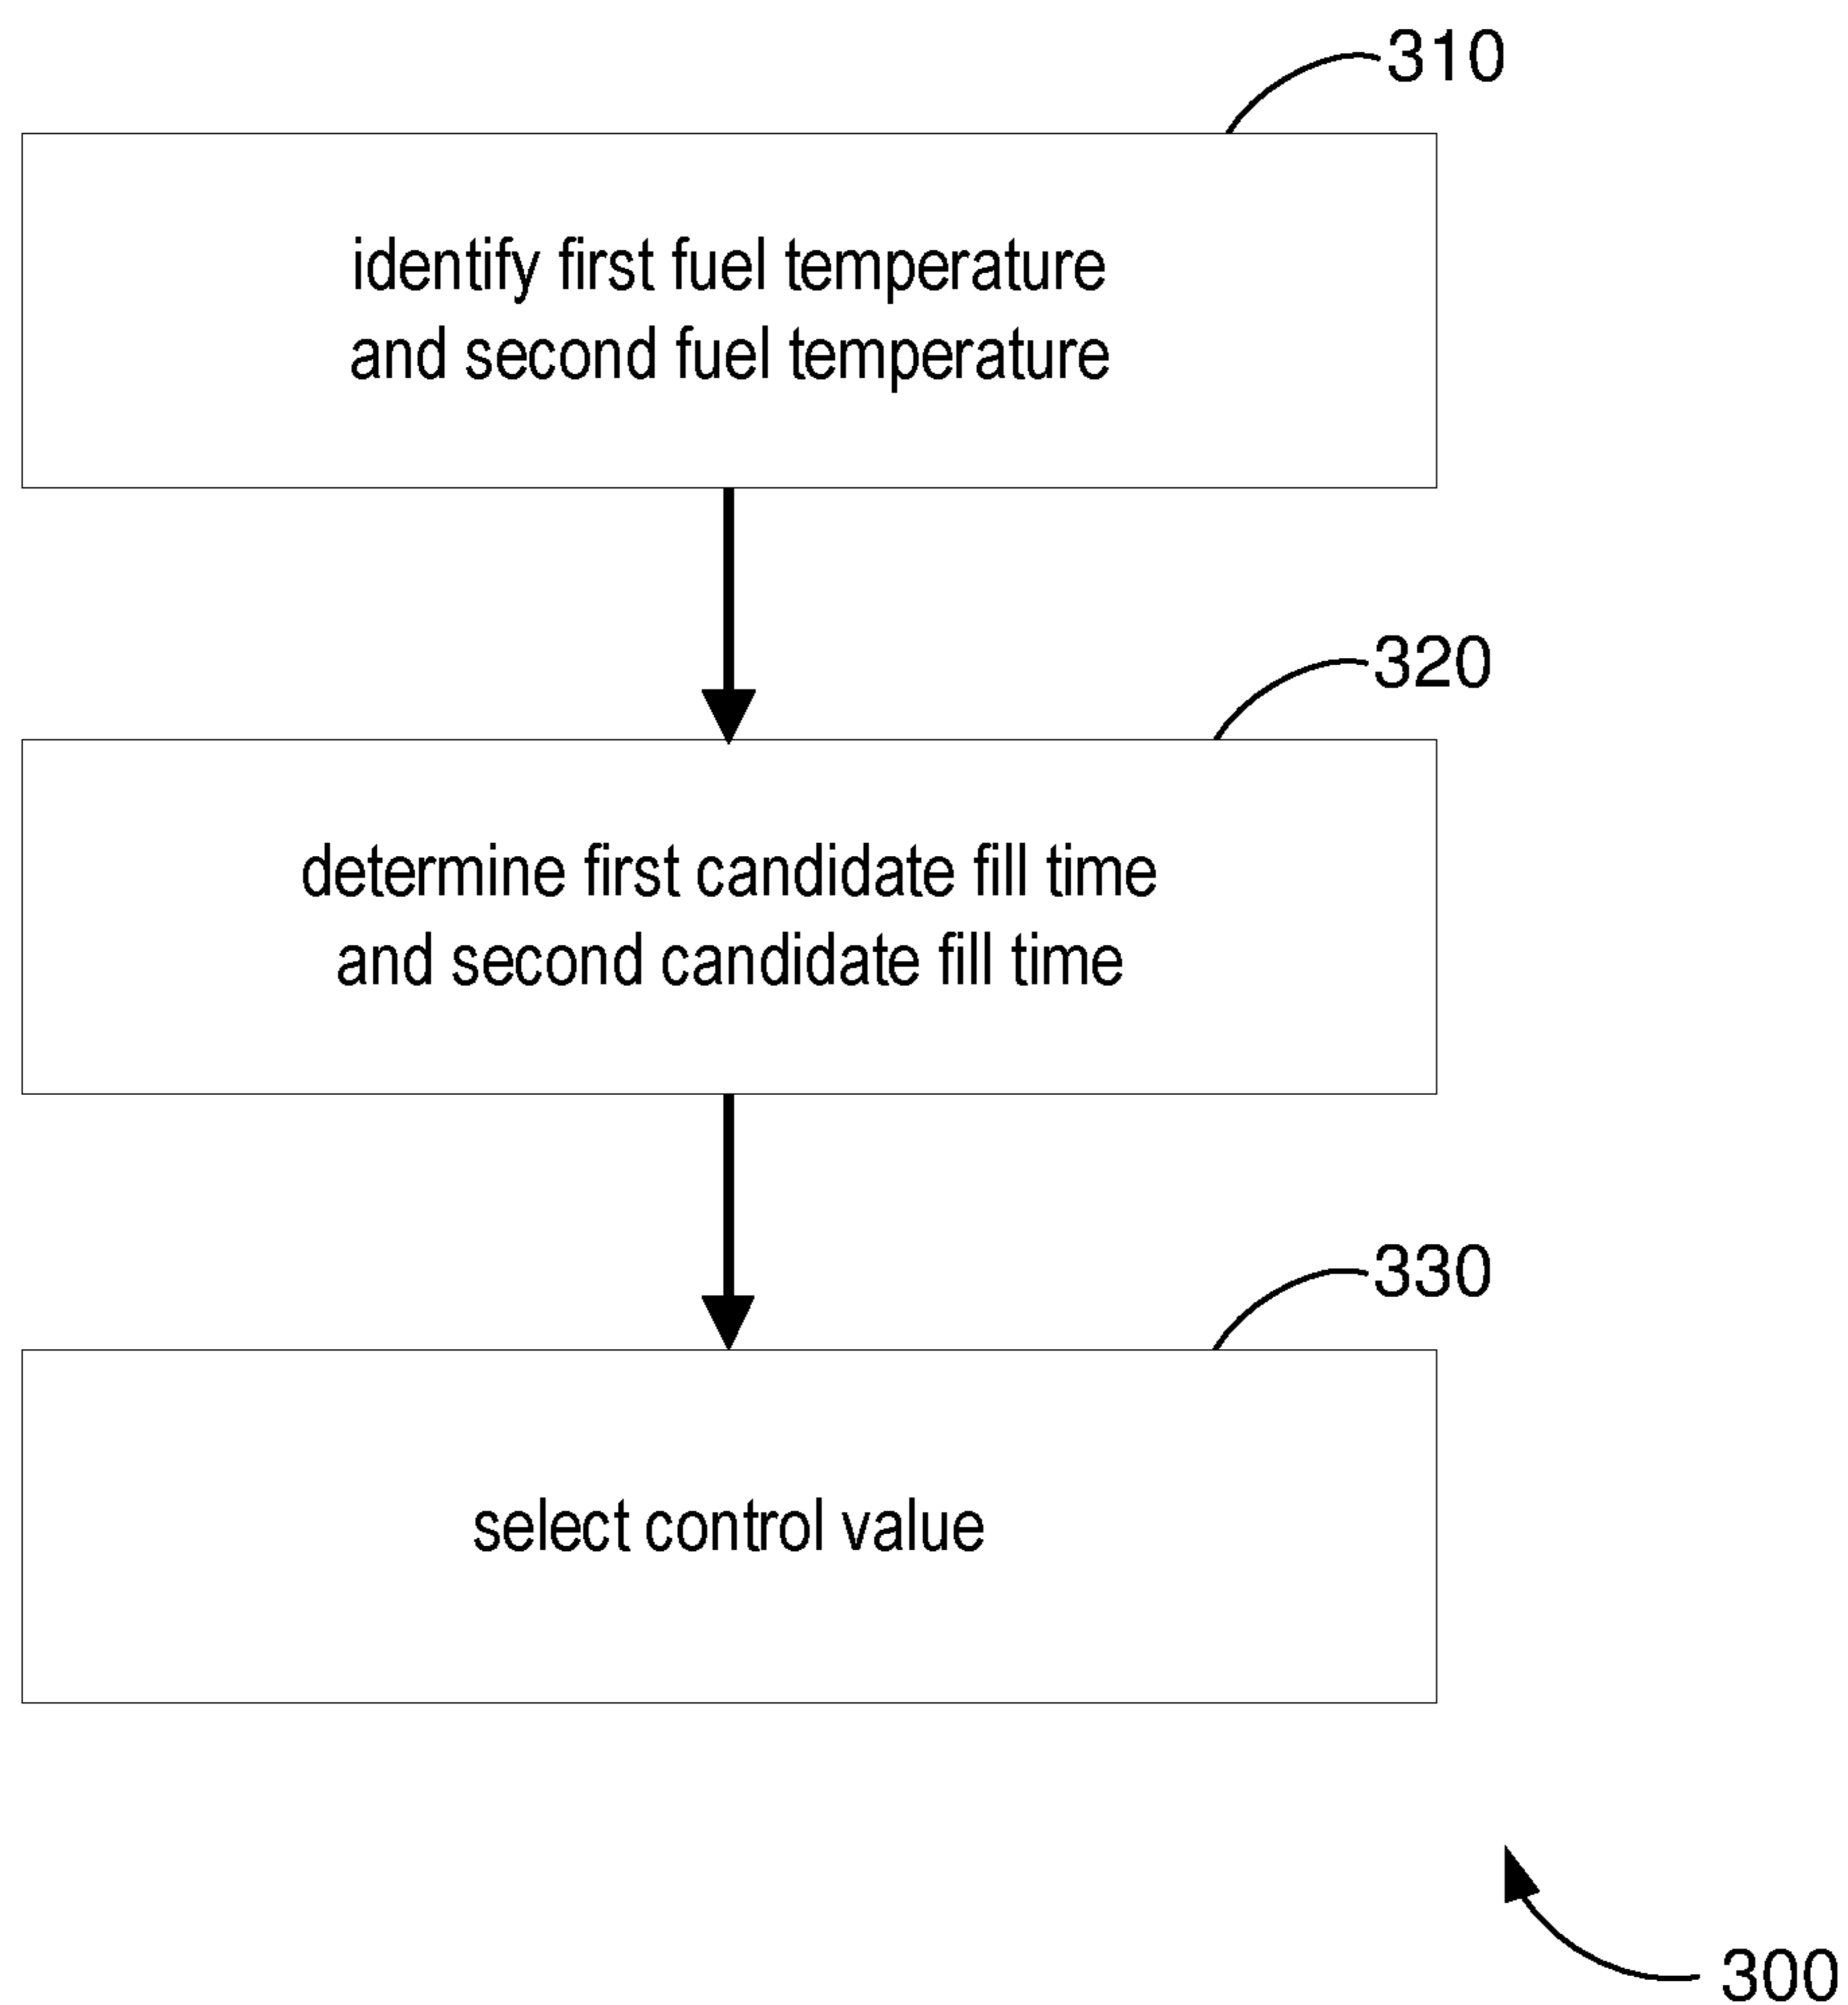 310
identify first fuel temperature
and second fuel temperature
320
determine first candidate fill time
and second candidate fill time
330
select control value
300